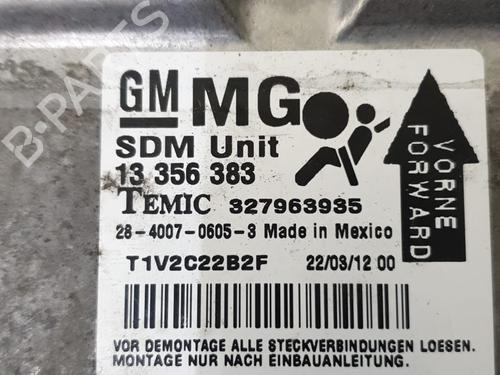 GM MG
SDM Unit
13 356 383
TEMIC 327963935
28-4007-0605-3 Made in Mexico
T1V2C22B2F 22/03/12 00
VOR DEMONTAGE ALLE STECKVERBINDUNGEN LOESEN.
MONTAGE NUR NACH EINBAUANLEITUNG.
VORNE
FORWARD
B-PARTS